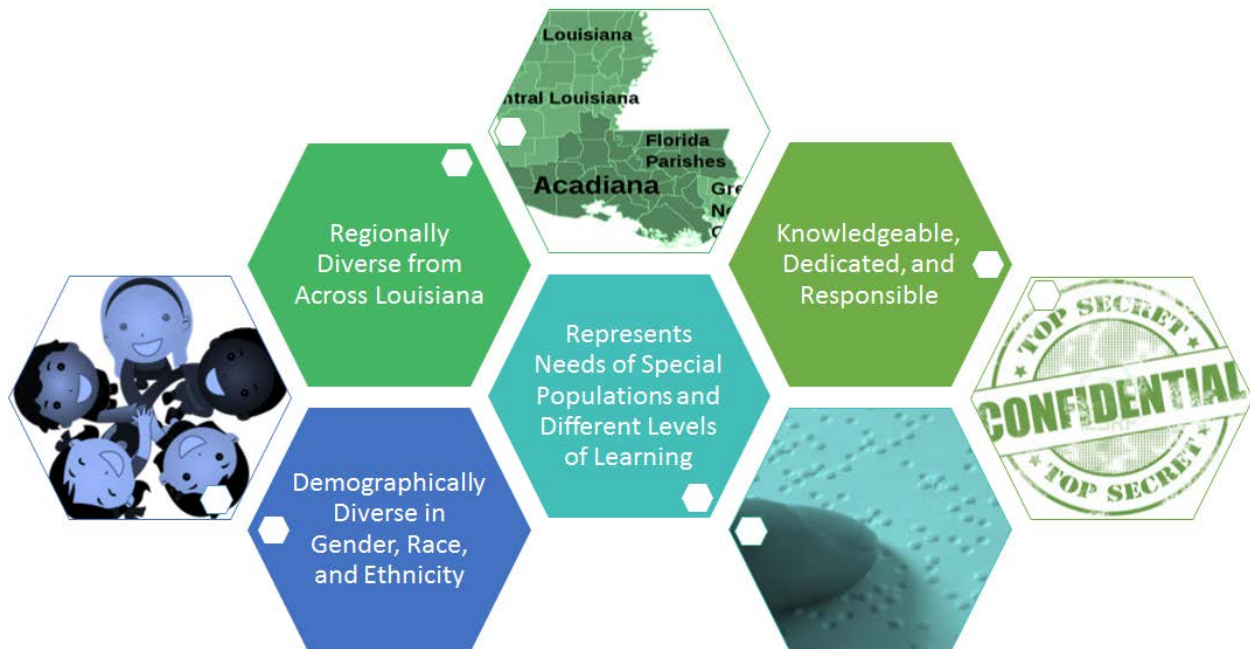 Louisiana
ntral Louisiana
Florida
Parishes
Acadiana
Gre
Regionally
Diverse from
Across Louisiana
Knowledgeable,
Dedicated, and
Responsible
Represents
Needs of Special
Populations and
Different Levels
of Learning
TOP SECRET
CONFIDENTIAL
TOP SECRET
Demographically
Diverse in
Gender, Race,
and Ethnicity